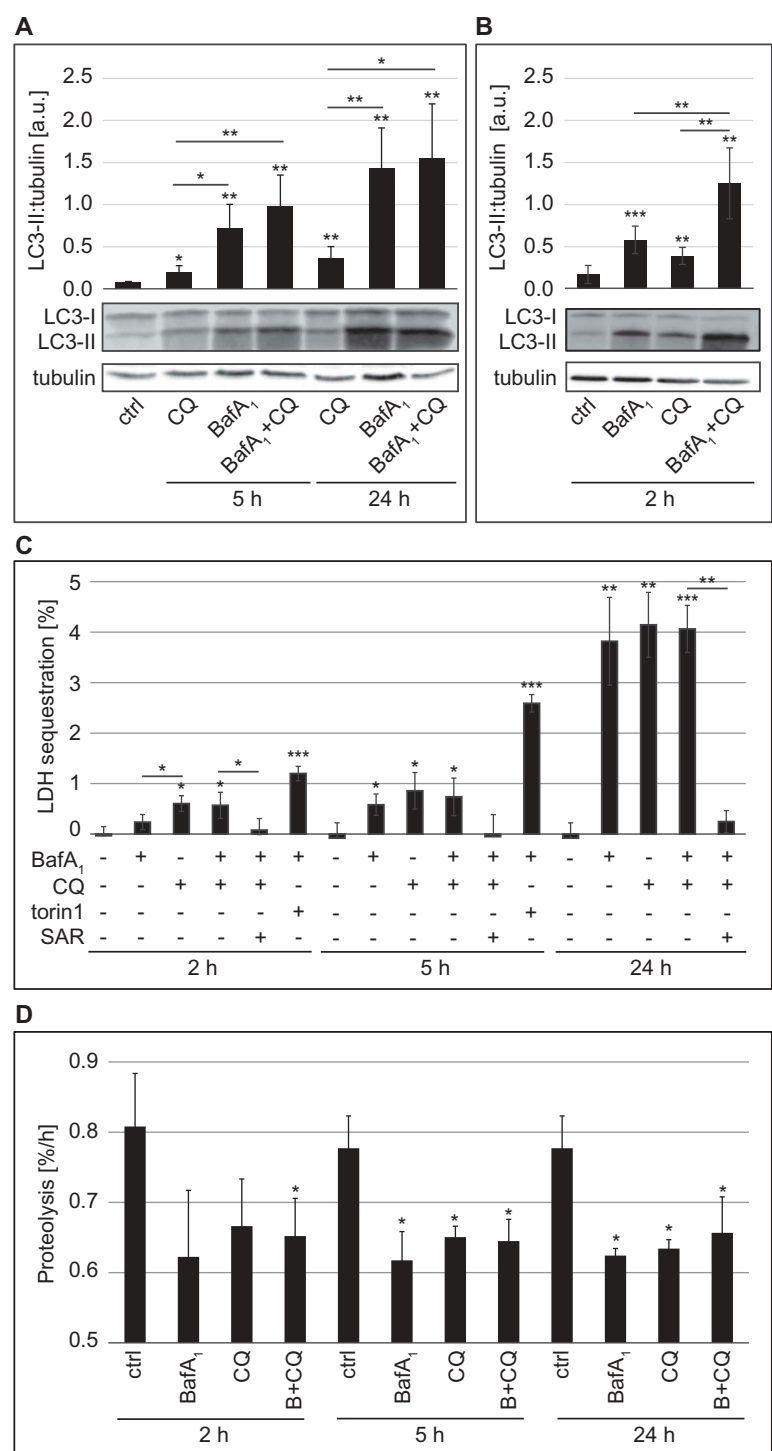 A
LC3-II:tubulin [a.u.]
2.5
2.0
1.5
1.0
0.5
0.0
* * ** ** ** ** ** ** * **
LC3-I
LC3-II
tubulin
ctrl CQ BafA₁ BafA₁+CQ CQ BafA₁ BafA₁+CQ
5 h 24 h
B
LC3-II:tubulin [a.u.]
2.5
2.0
1.5
1.0
0.5
0.0
*** ** ** ** **
LC3-I
LC3-II
tubulin
ctrl BafA₁ CQ BafA₁+CQ
2 h
C
LDH sequestration [%]
5
4
3
2
1
0
* * * * *** * * * *** ** ** *** **
BafA₁ - + - + + + - + - + + + - + - + +
CQ - - + + + - - - + + + - - - + + +
torin1 - - - - - + - - - - - + - - - - -
SAR - - - - + - - - - - + - - - - - +
2 h 5 h 24 h
D
Proteolysis [%/h]
0.9
0.8
0.7
0.6
0.5
* * * * * * *
ctrl BafA₁ CQ B+CQ ctrl BafA₁ CQ B+CQ ctrl BafA₁ CQ B+CQ
2 h 5 h 24 h